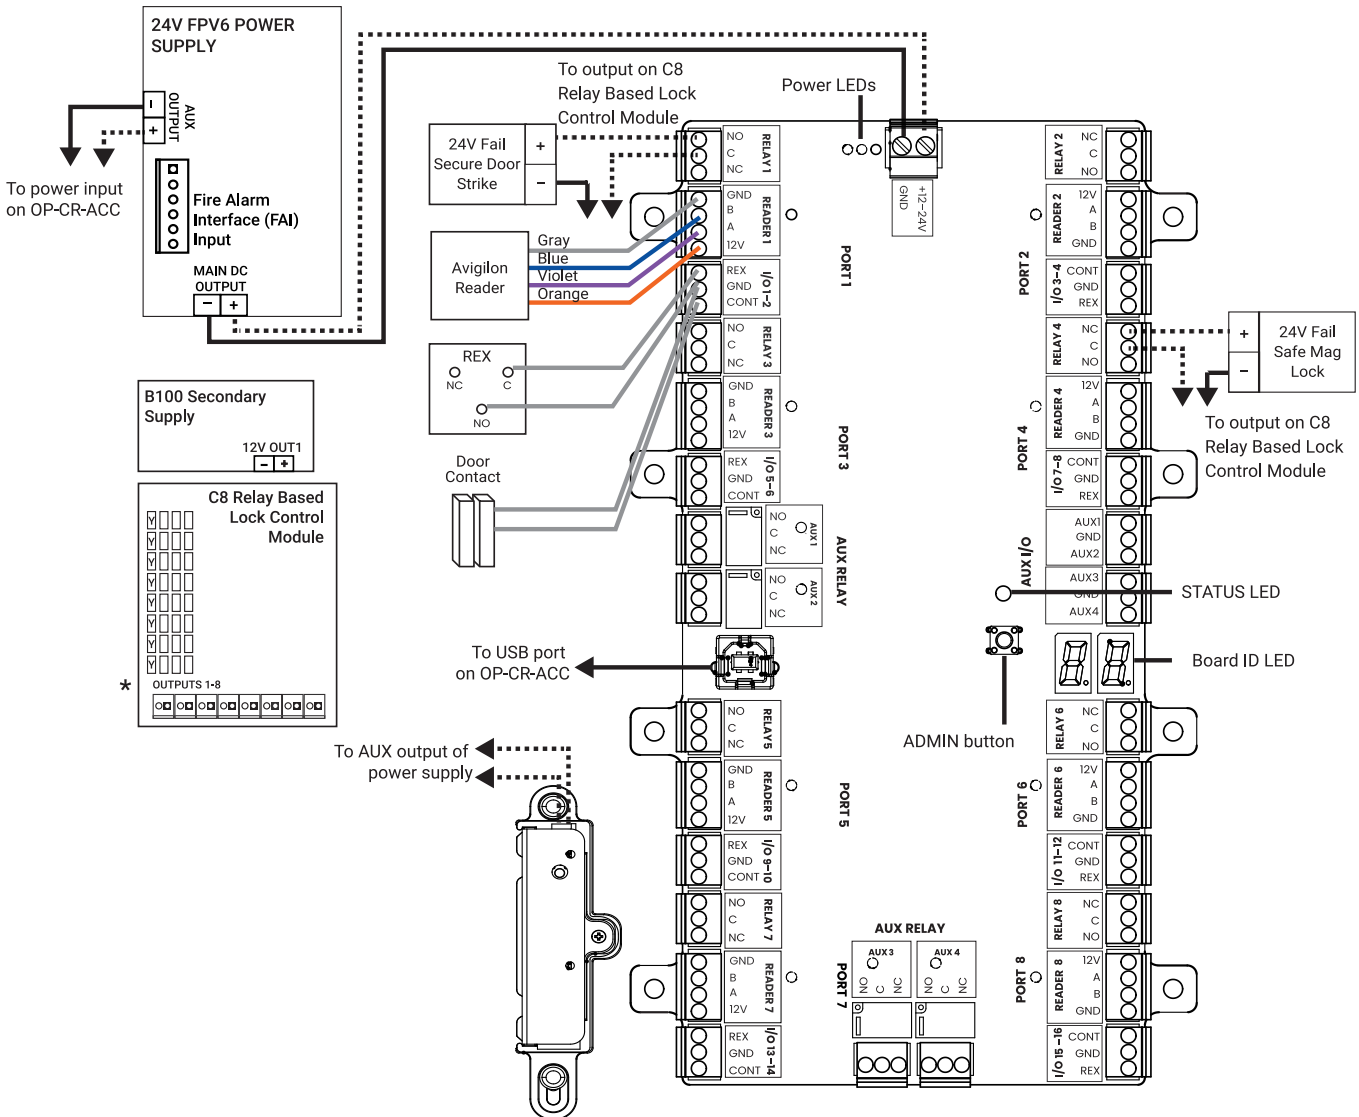 24V FPV6 POWER
SUPPLY
AUX
OUTPUT
−
+
To power input
on OP-CR-ACC
Fire Alarm
Interface (FAI)
Input
MAIN DC
OUTPUT
− +
B100 Secondary
Supply
12V OUT1
− +
C8 Relay Based
Lock Control
Module
Y
Y
Y
Y
Y
Y
Y
Y
*
OUTPUTS 1-8
To output on C8
Relay Based Lock
Control Module
24V Fail
Secure Door
Strike
+
−
Avigilon
Reader
Gray
Blue
Violet
Orange
REX
NC
C
NO
Door
Contact
To USB port
on OP-CR-ACC
To AUX output of
power supply
Power LEDs
GND
+12-24V
NO
C
NC
RELAY 1
GND
B
A
12V
READER 1
REX
GND
CONT
I/O 1-2
PORT 1
NO
C
NC
RELAY 3
GND
B
A
12V
READER 3
REX
GND
CONT
I/O 5-6
PORT 3
NO
C
NC
AUX 1
NO
C
NC
AUX 2
AUX RELAY
NO
C
NC
RELAY 5
GND
B
A
12V
READER 5
REX
GND
CONT
I/O 9-10
PORT 5
NO
C
NC
RELAY 7
GND
B
A
12V
READER 7
REX
GND
CONT
I/O 13-14
PORT 7
AUX RELAY
AUX 3
NO
C
NC
AUX 4
NO
C
NC
RELAY 2
NC
C
NO
READER 2
12V
A
B
GND
I/O 3-4
CONT
GND
REX
PORT 2
RELAY 4
NC
C
NO
READER 4
12V
A
B
GND
I/O 7-8
CONT
GND
REX
PORT 4
+
−
24V Fail
Safe Mag
Lock
To output on C8
Relay Based Lock
Control Module
AUX I/O
AUX1
GND
AUX2
AUX3
GND
AUX4
STATUS LED
Board ID LED
ADMIN button
RELAY 6
NC
C
NO
READER 6
12V
A
B
GND
I/O 11-12
CONT
GND
REX
PORT 6
RELAY 8
NC
C
NO
READER 8
12V
A
B
GND
I/O 15-16
CONT
GND
REX
PORT 8